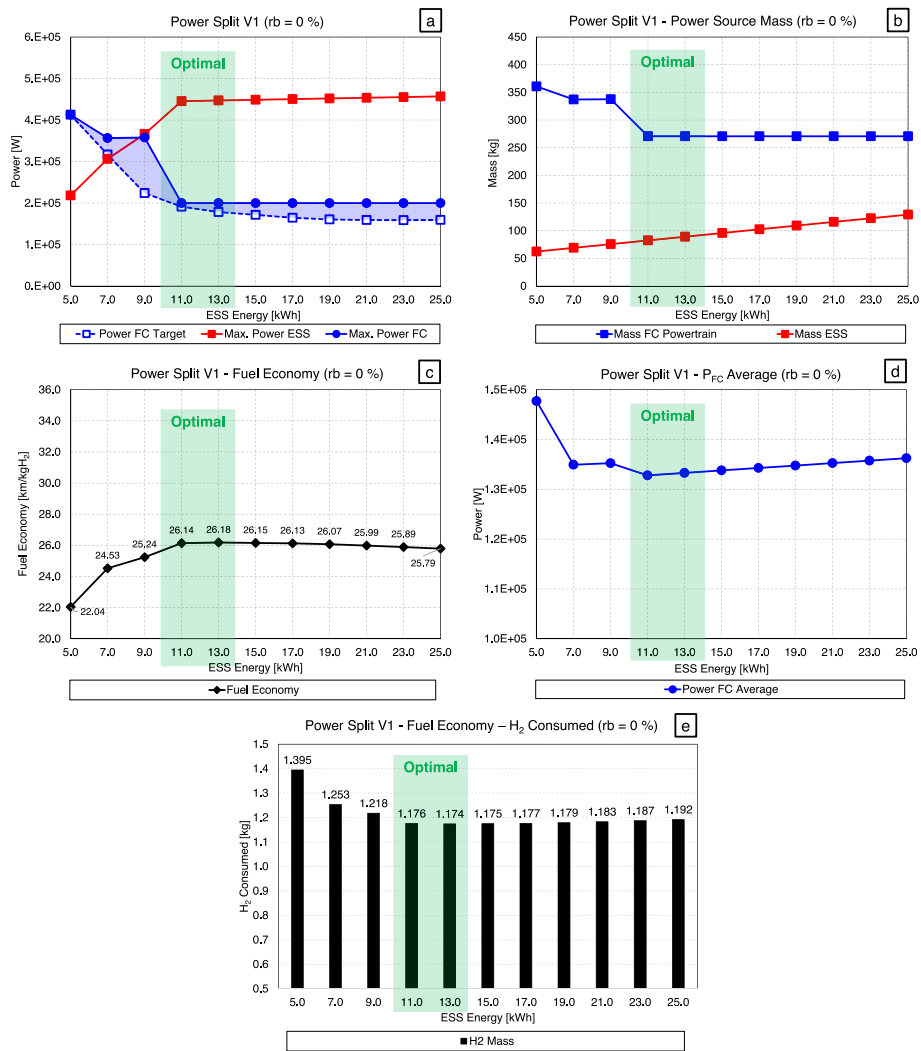 Power Split V1 (rb = 0 %)
a
Power [W]
6.E+05
5.E+05
4.E+05
3.E+05
2.E+05
1.E+05
0.E+00
Optimal
5.0 7.0 9.0 11.0 13.0 15.0 17.0 19.0 21.0 23.0 25.0
ESS Energy [kWh]
Power FC Target Max. Power ESS Max. Power FC
Power Split V1 - Power Source Mass (rb = 0 %)
b
Mass [kg]
450
400
350
300
250
200
150
100
50
0
Optimal
5.0 7.0 9.0 11.0 13.0 15.0 17.0 19.0 21.0 23.0 25.0
ESS Energy [kWh]
Mass FC Powertrain Mass ESS
Power Split V1 - Fuel Economy (rb = 0 %)
c
Fuel Economy [km/kgH₂]
36.0
34.0
32.0
30.0
28.0
26.0
24.0
22.0
20.0
Optimal
22.04 24.53 25.24 26.14 26.18 26.15 26.13 26.07 25.99 25.89 25.79
5.0 7.0 9.0 11.0 13.0 15.0 17.0 19.0 21.0 23.0 25.0
ESS Energy [kWh]
Fuel Economy
Power Split V1 - P_FC Average (rb = 0 %)
d
Power [W]
1.5E+05
1.4E+05
1.3E+05
1.2E+05
1.1E+05
1.0E+05
Optimal
5.0 7.0 9.0 11.0 13.0 15.0 17.0 19.0 21.0 23.0 25.0
ESS Energy [kWh]
Power FC Average
Power Split V1 - Fuel Economy – H₂ Consumed (rb = 0 %)
e
H₂ Consumed [kg]
1.5
1.4
1.3
1.2
1.1
1.0
0.9
0.8
0.7
0.6
0.5
Optimal
1.395 1.253 1.218 1.176 1.174 1.175 1.177 1.179 1.183 1.187 1.192
5.0 7.0 9.0 11.0 13.0 15.0 17.0 19.0 21.0 23.0 25.0
ESS Energy [kWh]
H2 Mass